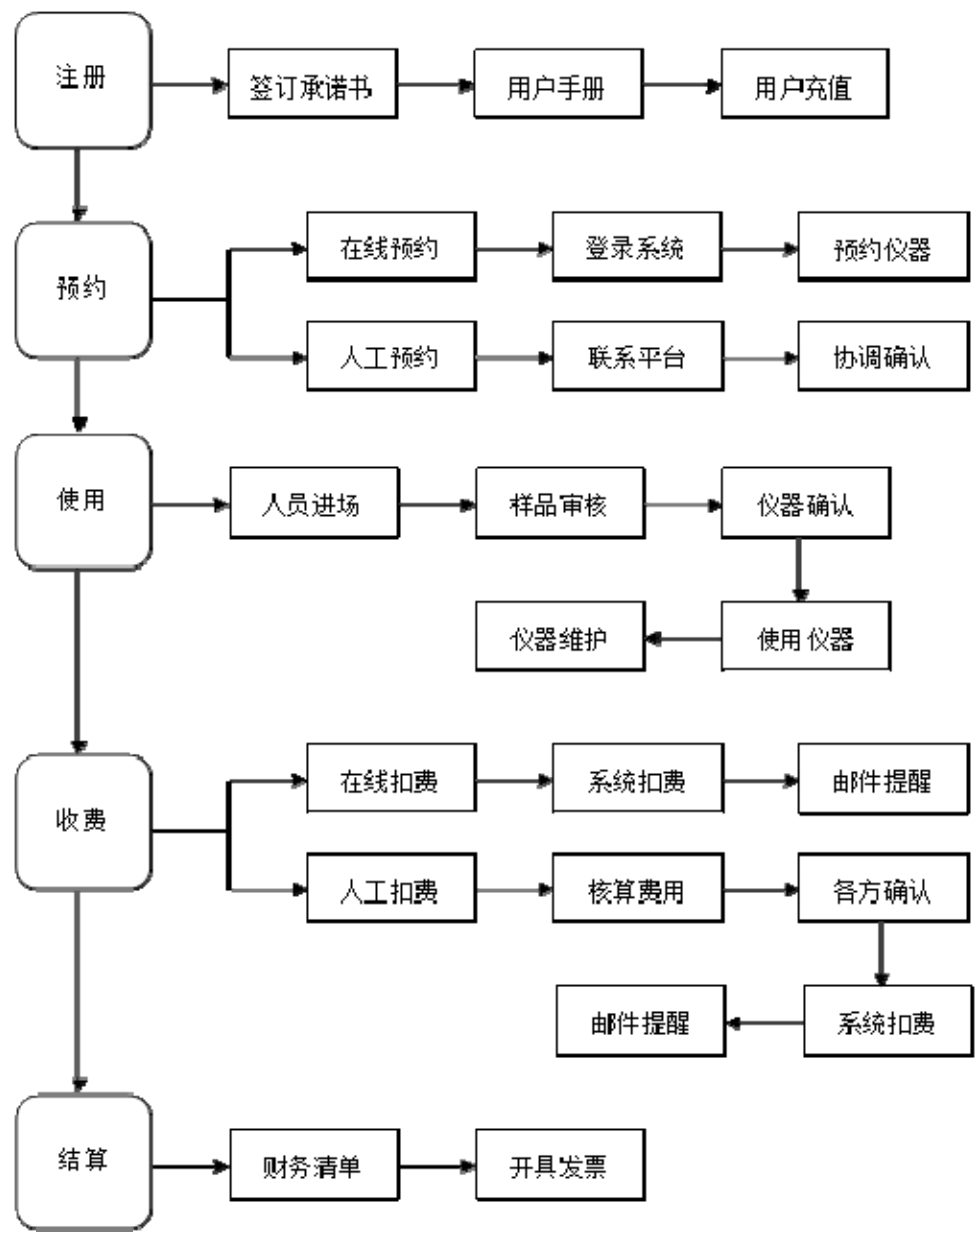 注册
签订承诺书
用户手册
用户充值
预约
在线预约
登录系统
预约仪器
人工预约
联系平台
协调确认
使用
人员进场
样品审核
仪器确认
仪器维护
使用仪器
收费
在线扣费
系统扣费
邮件提醒
人工扣费
核算费用
各方确认
邮件提醒
系统扣费
结算
财务清单
开具发票